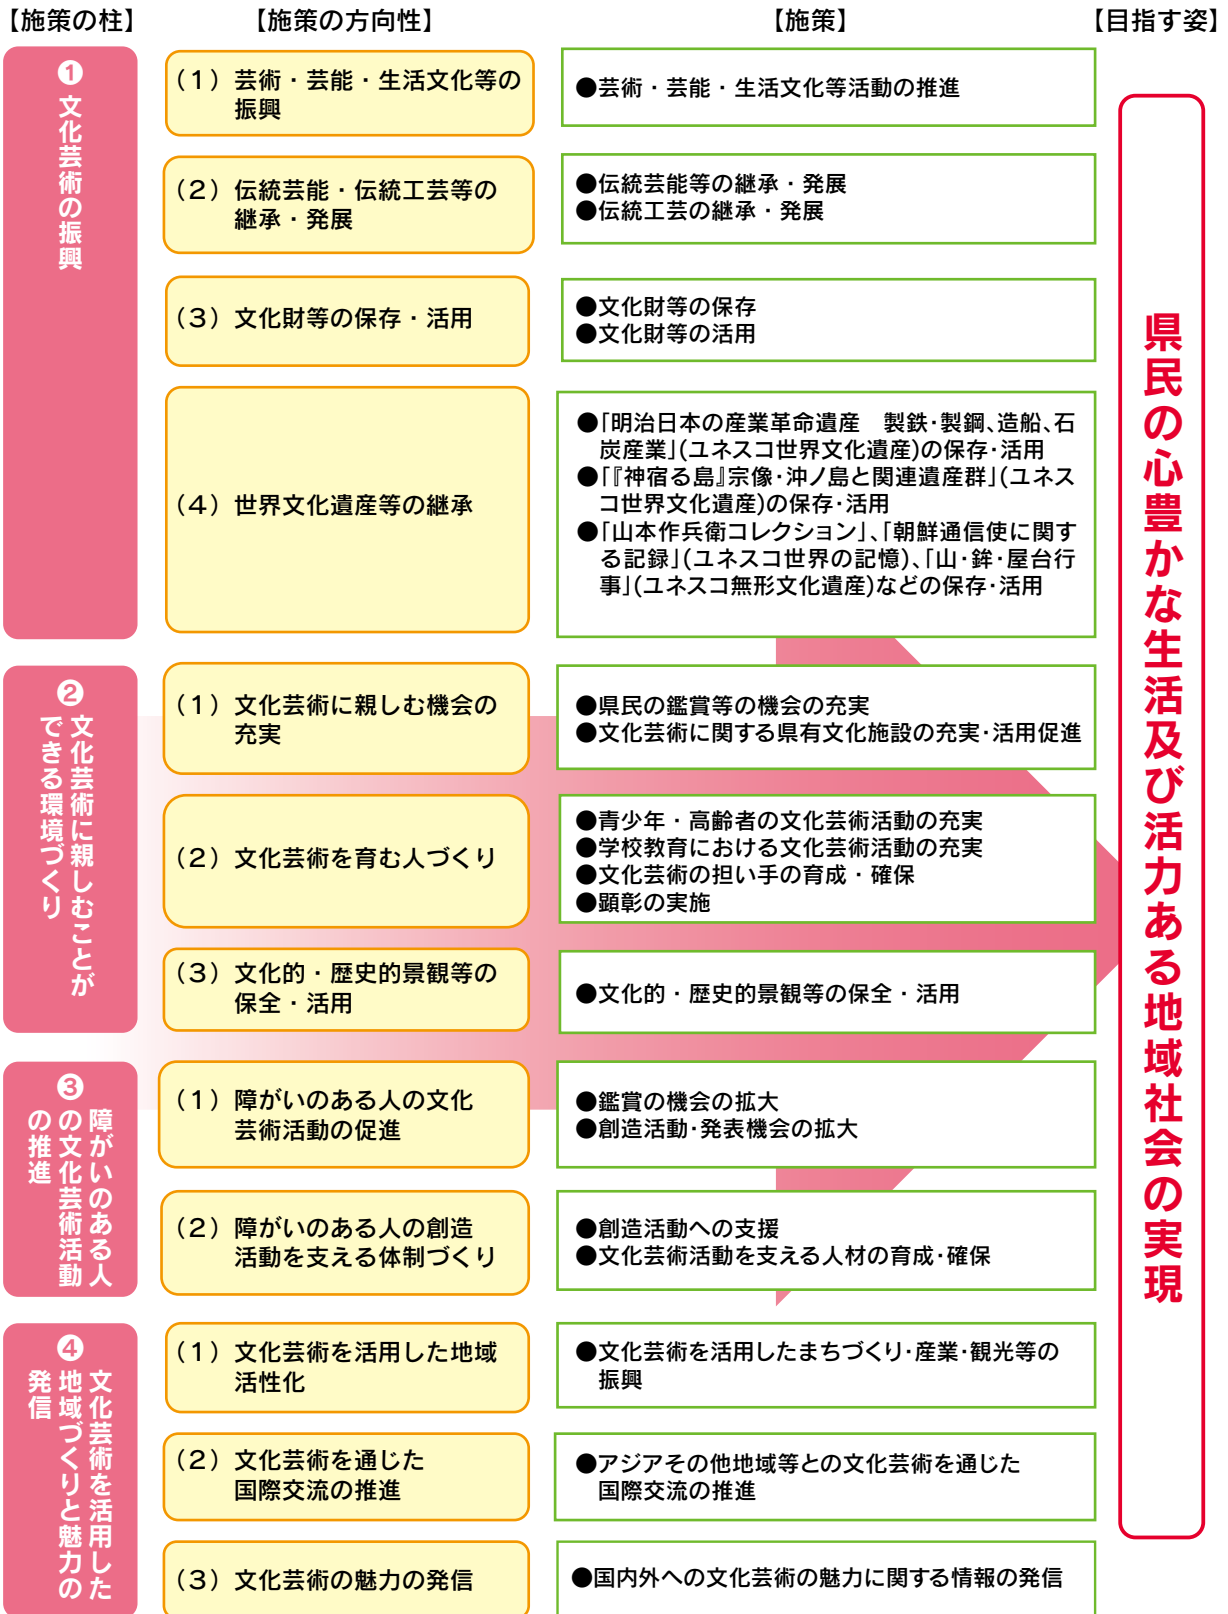 【施策の柱】
【施策の方向性】
【施策】
【目指す姿】
❶文化芸術の振興
（1）芸術・芸能・生活文化等の
振興
●芸術・芸能・生活文化等活動の推進
（2）伝統芸能・伝統工芸等の
継承・発展
●伝統芸能等の継承・発展
●伝統工芸の継承・発展
（3）文化財等の保存・活用
●文化財等の保存
●文化財等の活用
（4）世界文化遺産等の継承
●「明治日本の産業革命遺産　製鉄・製鋼、造船、石
炭産業」(ユネスコ世界文化遺産)の保存・活用
●「『神宿る島』宗像・沖ノ島と関連遺産群」(ユネス
コ世界文化遺産)の保存・活用
●「山本作兵衛コレクション」、「朝鮮通信使に関す
る記録」(ユネスコ世界の記憶)、「山・鉾・屋台行
事」(ユネスコ無形文化遺産)などの保存・活用
❷
文化芸術に親しむことが
できる環境づくり
（1）文化芸術に親しむ機会の
充実
●県民の鑑賞等の機会の充実
●文化芸術に関する県有文化施設の充実・活用促進
（2）文化芸術を育む人づくり
●青少年・高齢者の文化芸術活動の充実
●学校教育における文化芸術活動の充実
●文化芸術の担い手の育成・確保
●顕彰の実施
（3）文化的・歴史的景観等の
保全・活用
●文化的・歴史的景観等の保全・活用
❸
障がいのある人
の文化芸術活動
の推進
（1）障がいのある人の文化
芸術活動の促進
●鑑賞の機会の拡大
●創造活動・発表機会の拡大
（2）障がいのある人の創造
活動を支える体制づくり
●創造活動への支援
●文化芸術活動を支える人材の育成・確保
❹
文化芸術を活用した
地域づくりと魅力の
発信
（1）文化芸術を活用した地域
活性化
●文化芸術を活用したまちづくり・産業・観光等の
振興
（2）文化芸術を通じた
国際交流の推進
●アジアその他地域等との文化芸術を通じた
国際交流の推進
（3）文化芸術の魅力の発信
●国内外への文化芸術の魅力に関する情報の発信
県民の心豊かな生活及び活力ある地域社会の実現